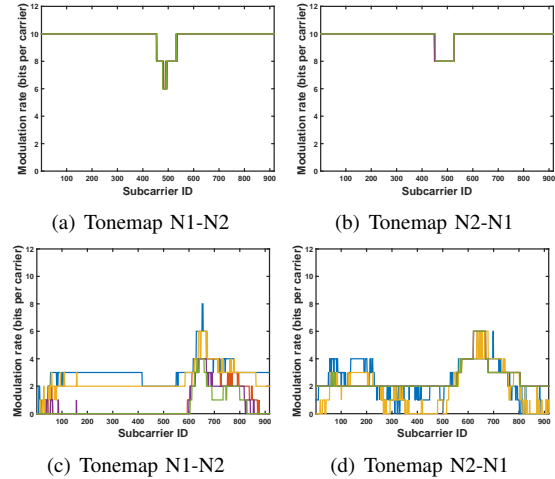 12
10
8
6
4
2
0
Modulation rate (bits per carrier)
100 200 300 400 500 600 700 800 900
Subcarrier ID
(a) Tonemap N1-N2
12
10
8
6
4
2
0
Modulation rate (bits per carrier)
100 200 300 400 500 600 700 800 900
Subcarrier ID
(b) Tonemap N2-N1
12
10
8
6
4
2
0
Modulation rate (bits per carrier)
100 200 300 400 500 600 700 800 900
Subcarrier ID
(c) Tonemap N1-N2
12
10
8
6
4
2
0
Modulation rate (bits per carrier)
100 200 300 400 500 600 700 800 900
Subcarrier ID
(d) Tonemap N2-N1